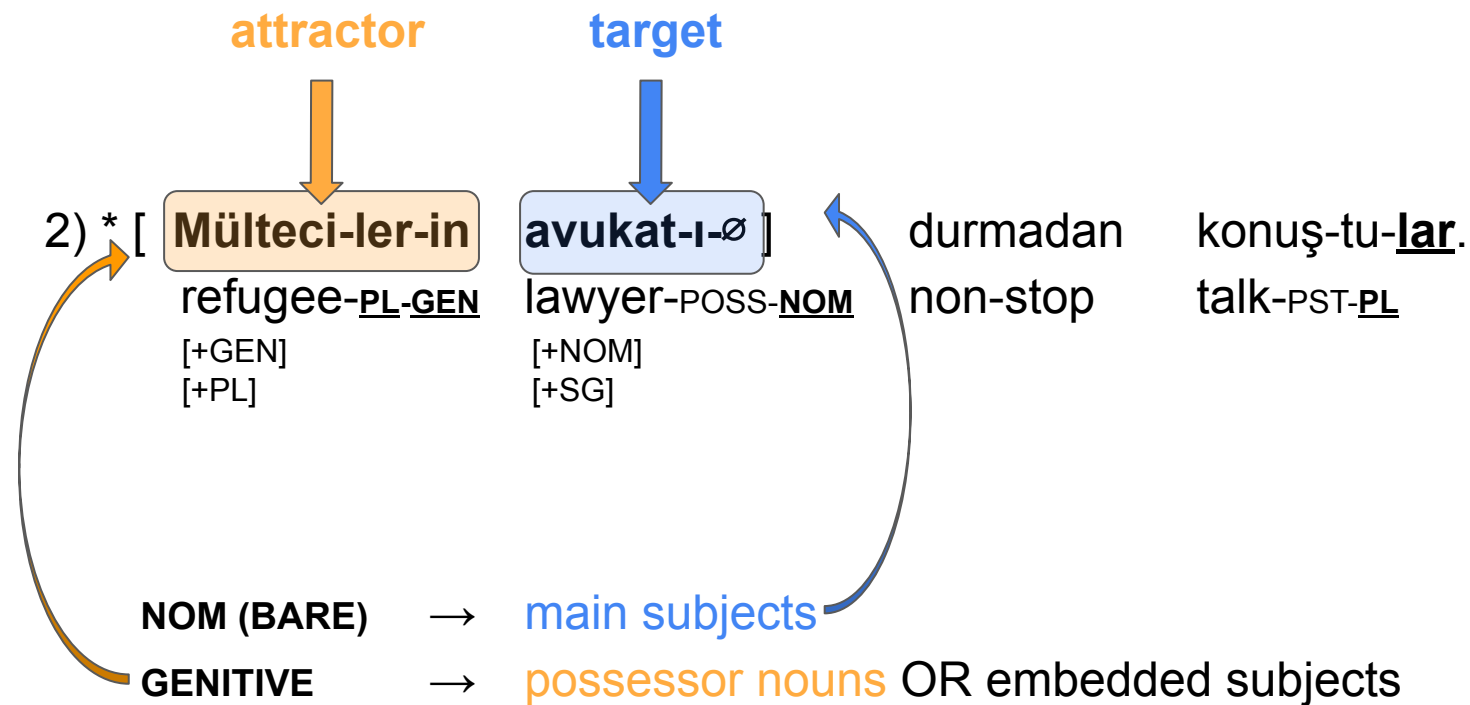 attractor target
2) * [ Mülteci-ler-in avukat-ı-∅ ] durmadan konuş-tu-lar.
refugee-PL-GEN lawyer-POSS-NOM non-stop talk-PST-PL
[+GEN] [+NOM]
[+PL] [+SG]
NOM (BARE) → main subjects
GENITIVE → possessor nouns OR embedded subjects